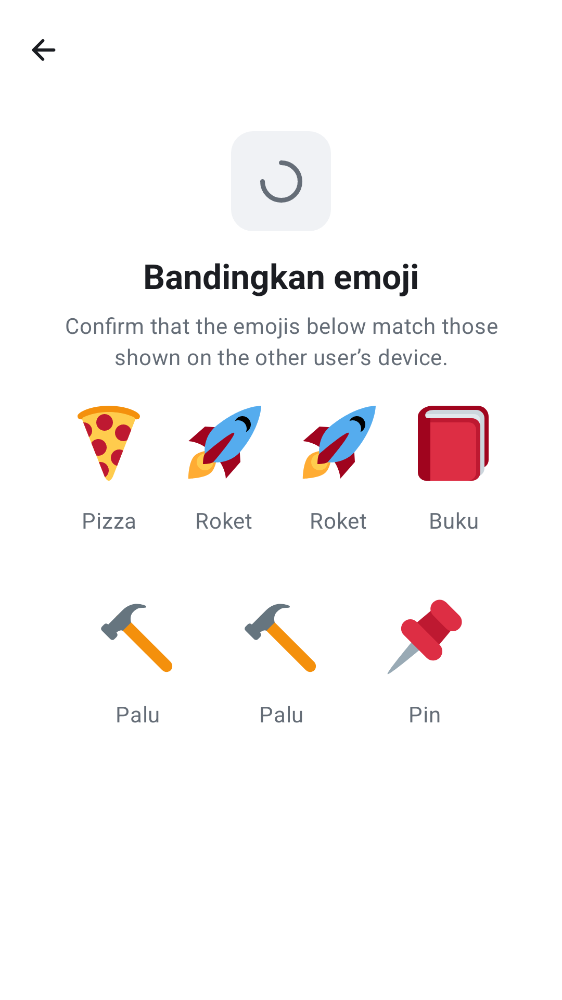 Bandingkan emoji
Confirm that the emojis below match those
shown on the other user’s device.
Pizza Roket Roket Buku
Palu Palu Pin